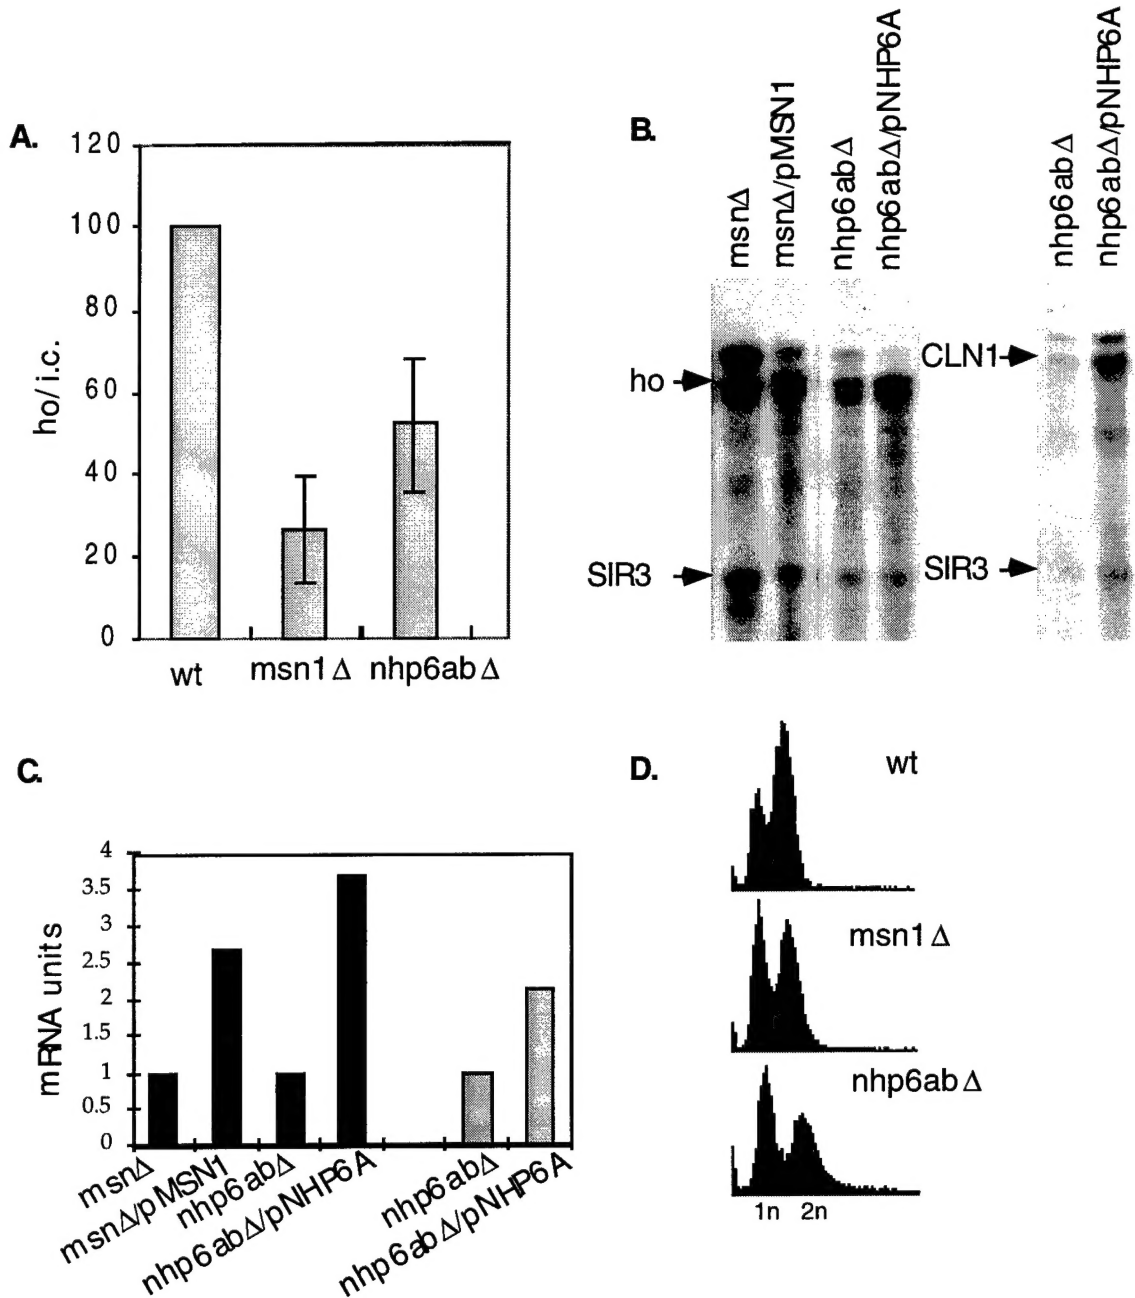 A.
120
100
80
60
40
20
0
ho/i.c.
wt
msn1Δ
nhp6abΔ
B.
msnΔ
msnΔ/pMSN1
nhp6abΔ
nhp6abΔ/pNHP6A
nhp6abΔ
nhp6abΔ/pNHP6A
ho
CLN1
SIR3
SIR3
C.
4
3.5
3
2.5
2
1.5
1
0.5
0
mRNA units
msnΔ
msnΔ/pMSN1
nhp6abΔ
nhp6abΔ/pNHP6A
nhp6abΔ
nhp6abΔ/pNHP6A
D.
wt
msn1Δ
nhp6abΔ
1n 2n